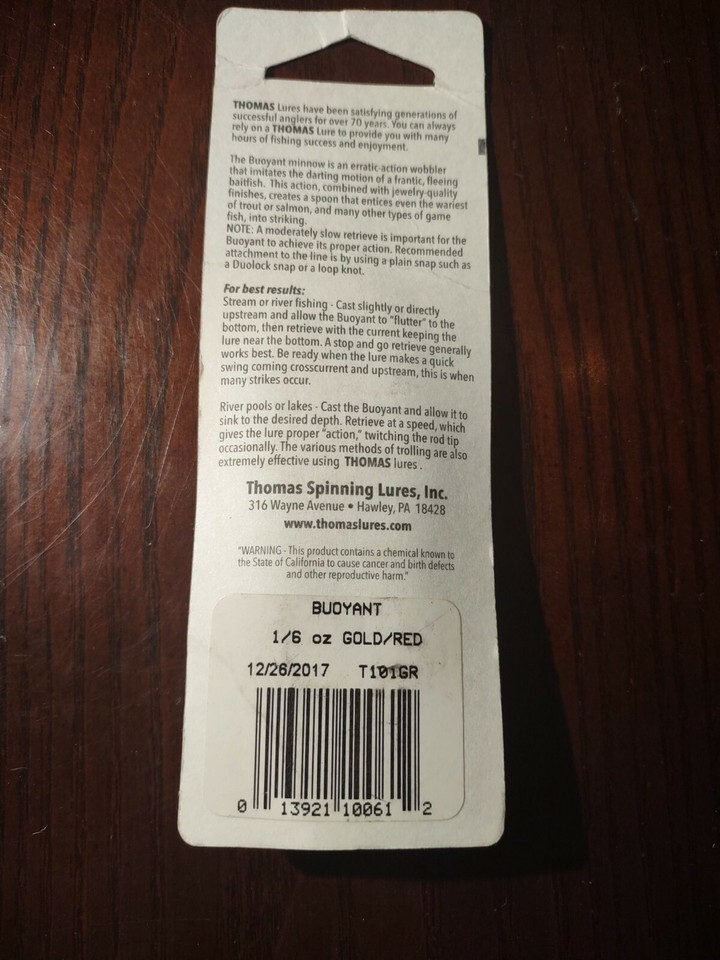 THOMAS Lures have been satisfying generations of
successful anglers for over 70 years. You can always
rely on a THOMAS Lure to provide you with many
hours of fishing success and enjoyment.
The Buoyant minnow is an erratic action wobbler
that imitates the darting motion of a frantic, fleeing
baitfish. This action, combined with jewelry-quality
finishes, creates a spoon that entices even the wariest
of trout or salmon, and many other types of game
fish, into striking.
NOTE: A moderately slow retrieve is important for the
Buoyant to achieve its proper action. Recommended
attachment to the line is by using a plain snap such as
a Duolock snap or a loop knot.
For best results:
Stream or river fishing - Cast slightly or directly
upstream and allow the Buoyant to "flutter" to the
bottom, then retrieve with the current keeping the
lure near the bottom. A stop and go retrieve generally
works best. Be ready when the lure makes a quick
swing coming crosscurrent and upstream, this is when
many strikes occur.
River pools or lakes - Cast the Buoyant and allow it to
sink to the desired depth. Retrieve at a speed, which
gives the lure proper "action," twitching the rod tip
occasionally. The various methods of trolling are also
extremely effective using THOMAS lures.
Thomas Spinning Lures, Inc.
316 Wayne Avenue • Hawley, PA 18428
www.thomaslures.com
"WARNING - This product contains a chemical known to
the State of California to cause cancer and birth defects
and other reproductive harm."
BUOYANT
1/6 oz GOLD/RED
12/26/2017 T101GR
0 13921 10061 2